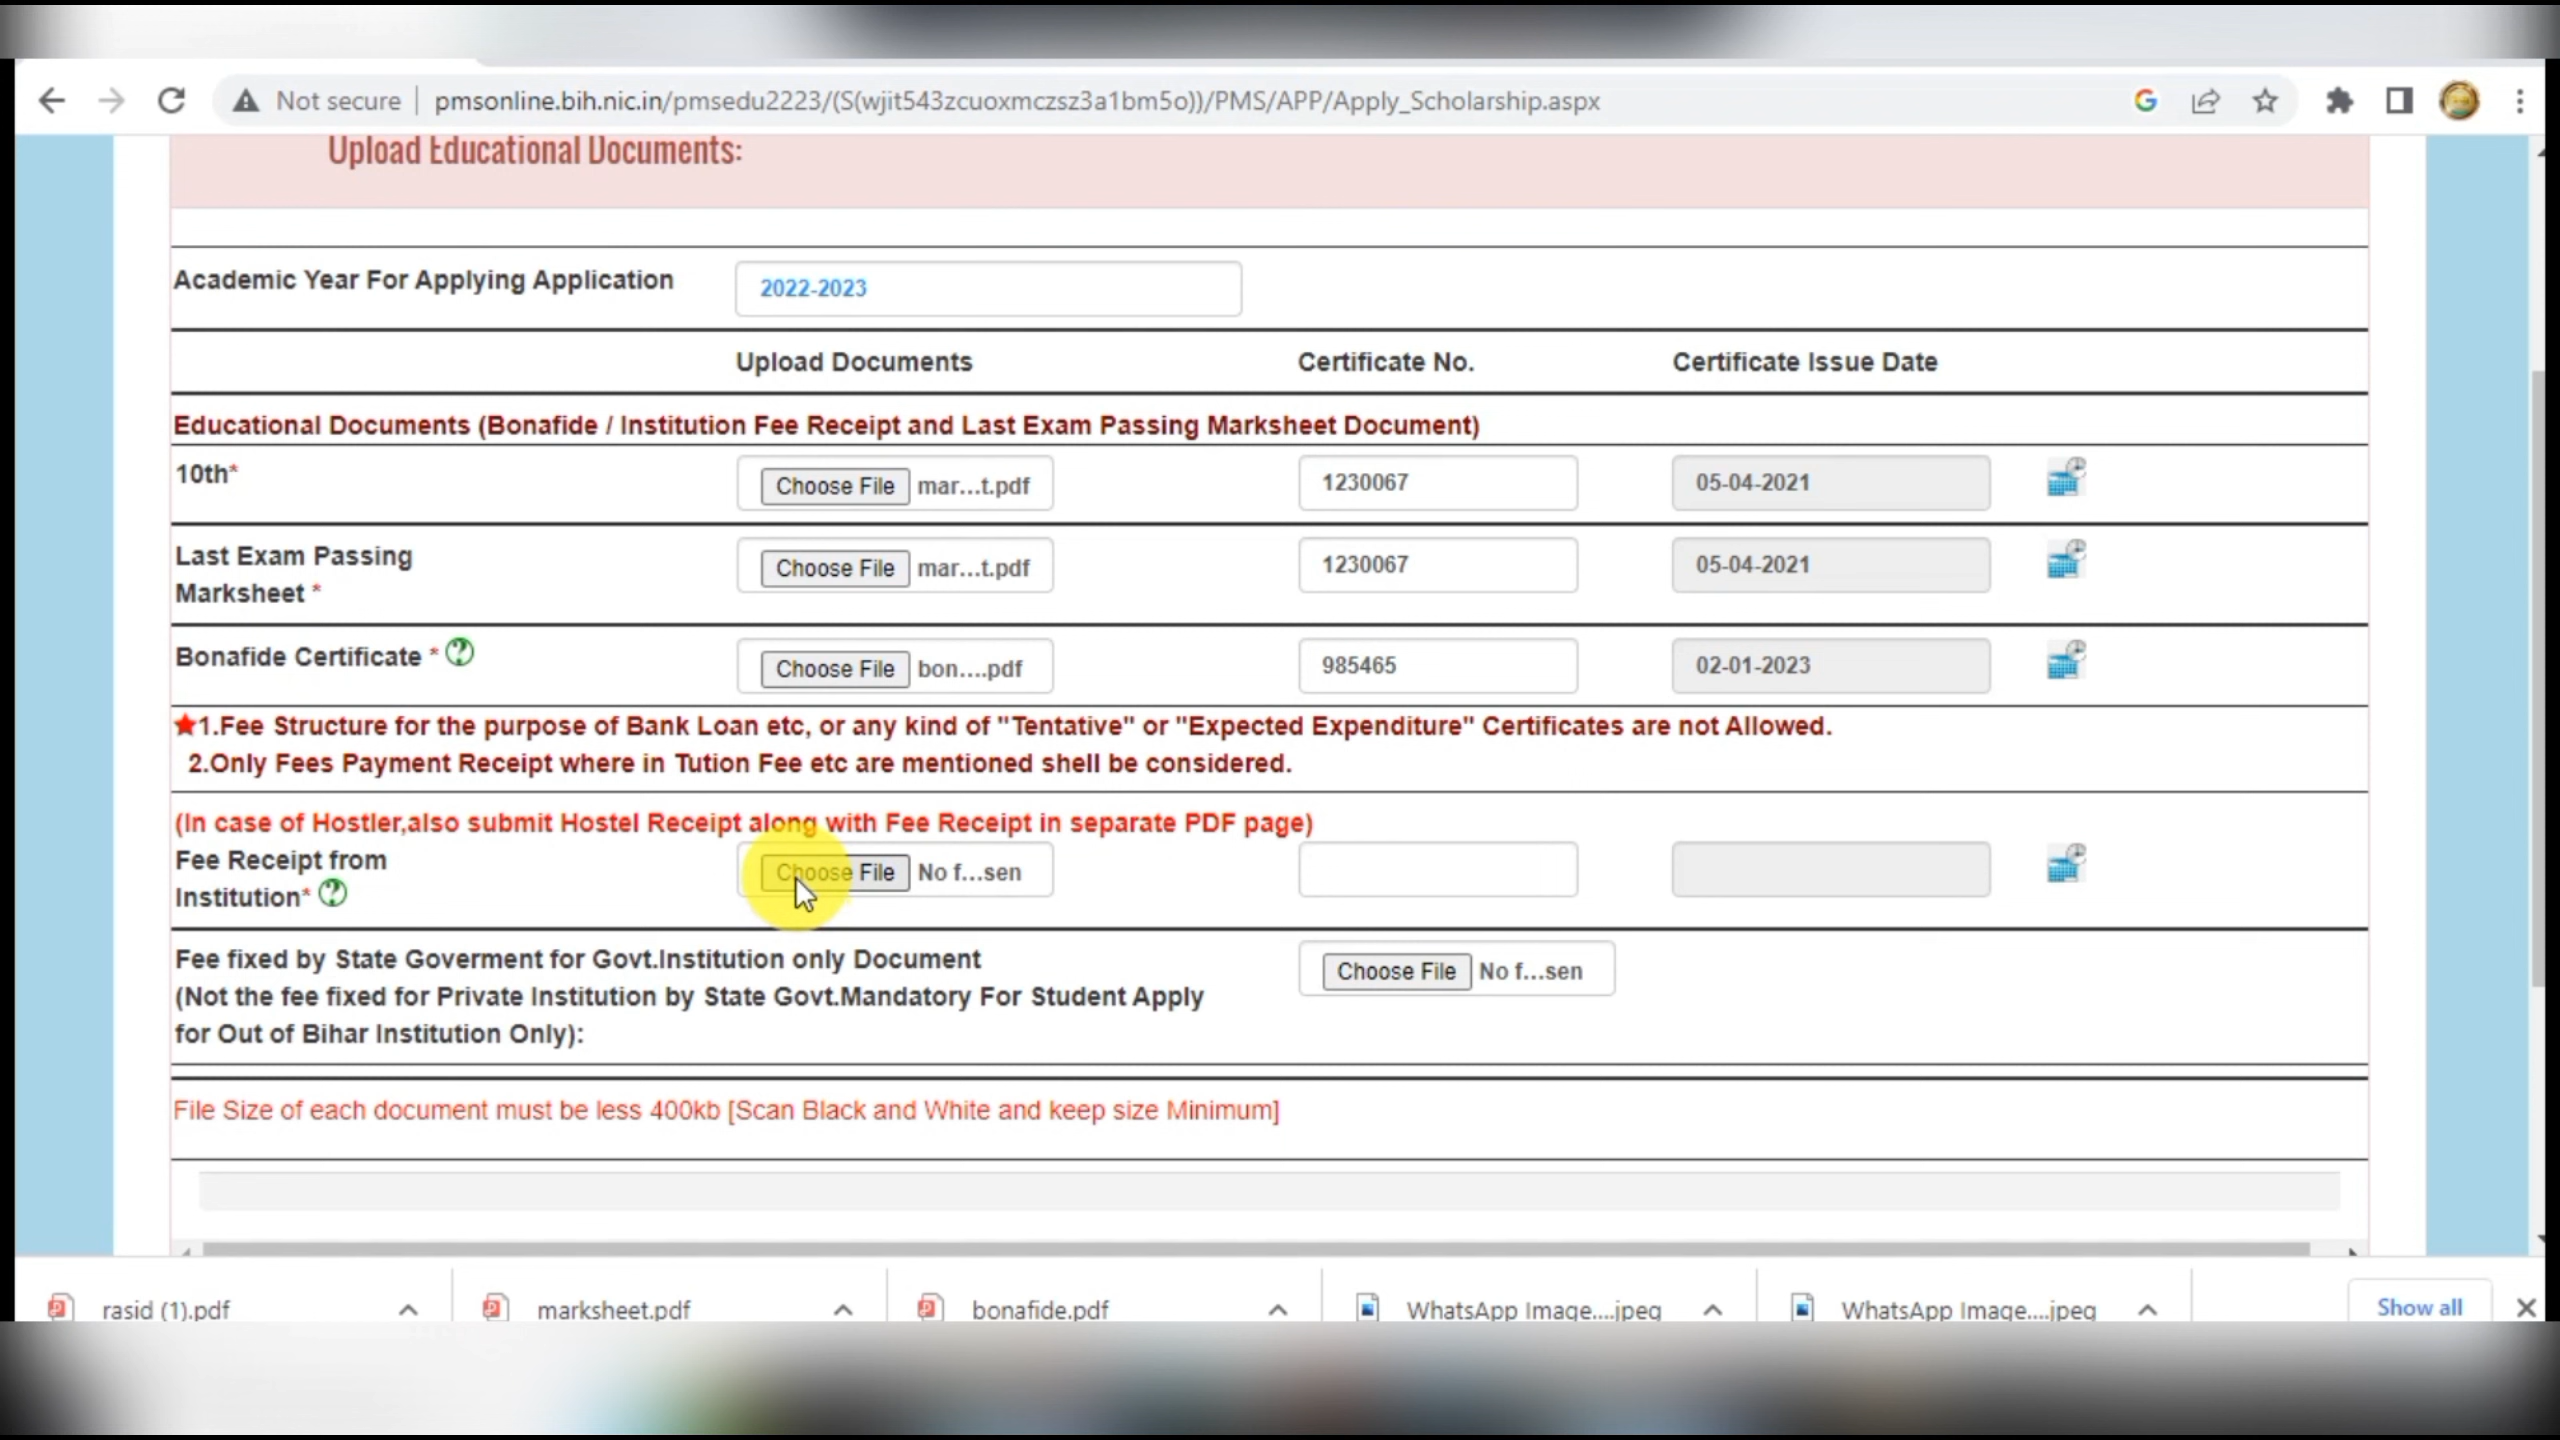 Not secure | pmsonline.bih.nic.in/pmsedu2223/(S(wjit543zcuoxmczsz3a1bm5o))/PMS/APP/Apply_Scholarship.aspx
Upload Educational Documents:
Academic Year For Applying Application 2022-2023
Upload Documents Certificate No. Certificate Issue Date
Educational Documents (Bonafide / Institution Fee Receipt and Last Exam Passing Marksheet Document)
10th* Choose File mar...t.pdf 1230067 05-04-2021
Last Exam Passing
Marksheet * Choose File mar...t.pdf 1230067 05-04-2021
Bonafide Certificate * Choose File bon....pdf 985465 02-01-2023
1.Fee Structure for the purpose of Bank Loan etc, or any kind of "Tentative" or "Expected Expenditure" Certificates are not Allowed.
2.Only Fees Payment Receipt where in Tution Fee etc are mentioned shell be considered.
(In case of Hostler,also submit Hostel Receipt along with Fee Receipt in separate PDF page)
Fee Receipt from
Institution* Choose File No f...sen
Fee fixed by State Goverment for Govt.Institution only Document Choose File No f...sen
(Not the fee fixed for Private Institution by State Govt.Mandatory For Student Apply
for Out of Bihar Institution Only):
File Size of each document must be less 400kb [Scan Black and White and keep size Minimum]
rasid (1).pdf marksheet.pdf bonafide.pdf WhatsApp Image....jpeg WhatsApp Image....jpeg Show all